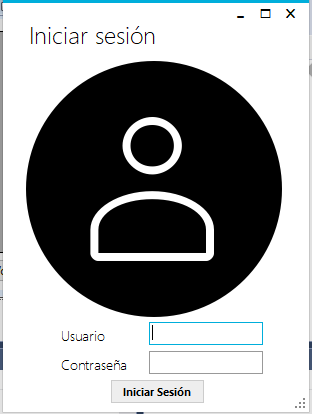 Iniciar sesión
Usuario
Contraseña
Iniciar Sesión